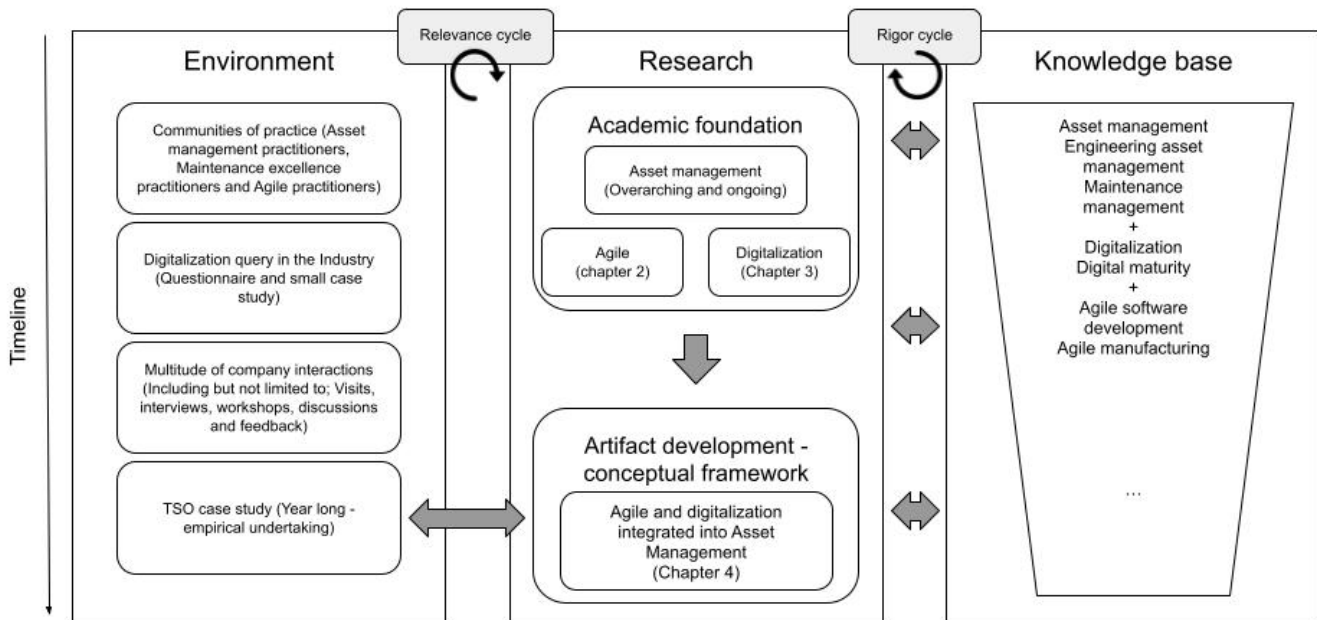 Relevance cycle
Rigor cycle
Timeline
Environment
Communities of practice (Asset
management practitioners,
Maintenance excellence
practitioners and Agile practitioners)
Digitalization query in the Industry
(Questionnaire and small case
study)
Multitude of company interactions
(Including but not limited to; Visits,
interviews, workshops, discussions
and feedback)
TSO case study (Year long -
empirical undertaking)
Research
Academic foundation
Asset management
(Overarching and ongoing)
Agile
(chapter 2)
Digitalization
(Chapter 3)
Artifact development -
conceptual framework
Agile and digitalization
integrated into Asset
Management
(Chapter 4)
Knowledge base
Asset management
Engineering asset
management
Maintenance
management
+
Digitalization
Digital maturity
+
Agile software
development
Agile manufacturing
...